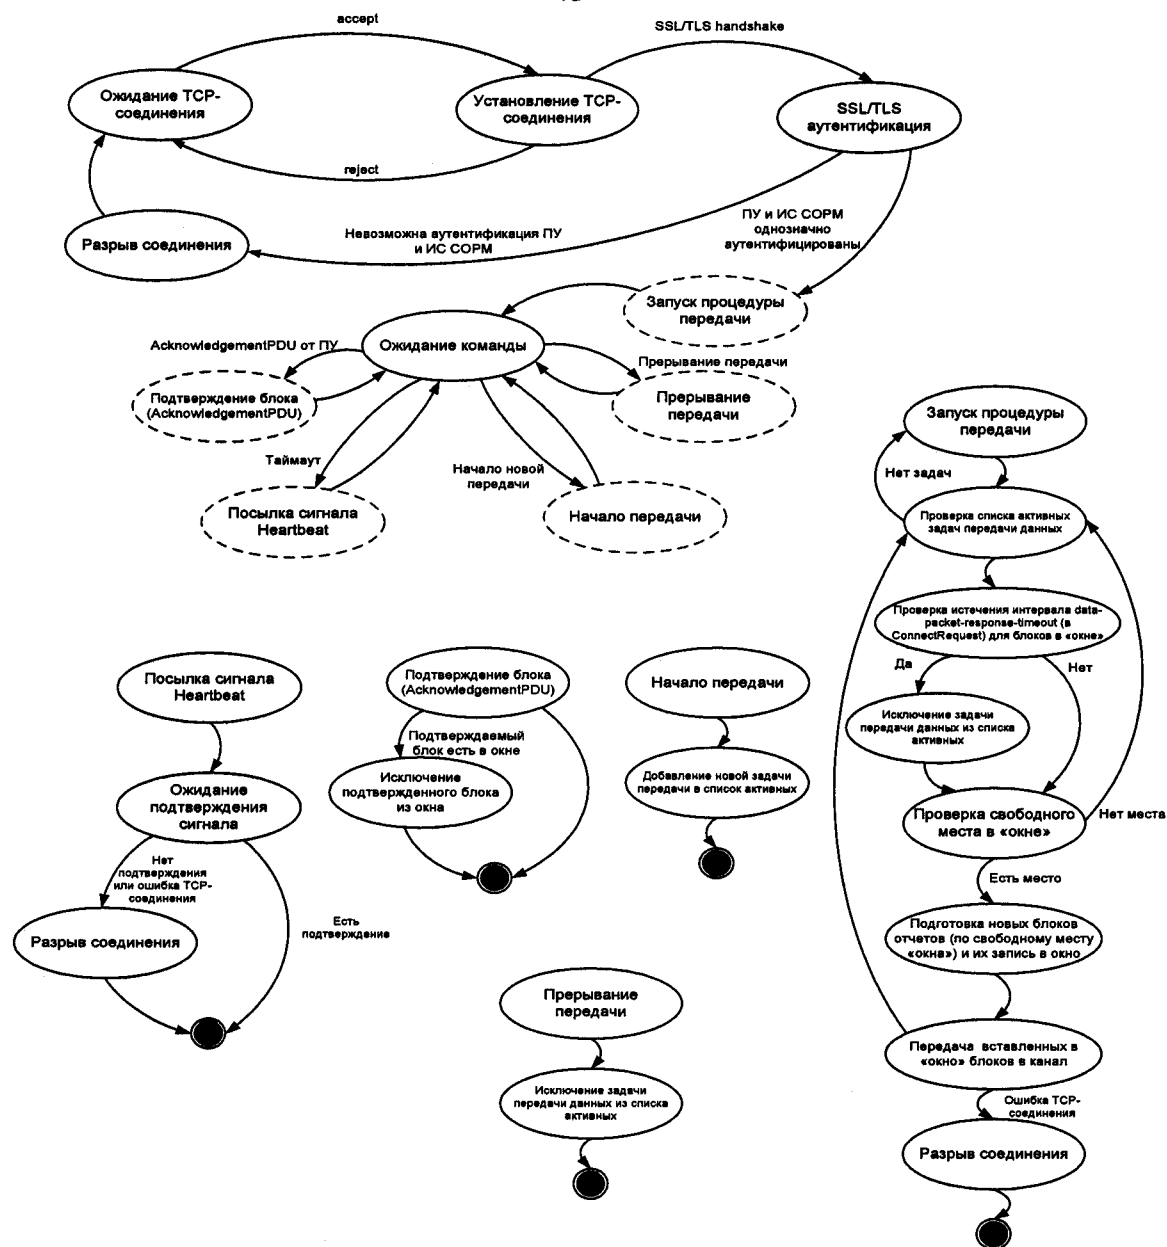 accept
SSL/TLS handshake
Ожидание TCP-
соединения
Установление TCP-
соединения
SSL/TLS
аутентификация
reject
Разрыв соединения
Невозможна аутентификация ПУ
и ИС СОРМ
ПУ и ИС СОРМ
однозначно
аутентифицированы
Запуск процедуры
передачи
Ожидание команды
AcknowledgementPDU от ПУ
Прерывание передачи
Подтверждение блока
(AcknowledgementPDU)
Прерывание
передачи
Таймаут
Начало новой
передачи
Посылка сигнала
Heartbeat
Начало передачи
Запуск процедуры
передачи
Нет задач
Проверка списка активных
задач передачи данных
Проверка истечения интервала data-
packet-response-timeout (в
ConnectRequest) для блоков в «окне»
Да
Нет
Исключение задачи
передачи данных из списка
активных
Проверка свободного
места в «окне»
Нет места
Есть место
Подготовка новых блоков
отчетов (по свободному месту
«окна») и их запись в окно
Передача вставленных в
«окно» блоков в канал
Ошибка TCP-
соединения
Разрыв соединения
Посылка сигнала
Heartbeat
Ожидание
подтверждения
сигнала
Нет
подтверждения
или ошибка TCP-
соединения
Есть
подтверждение
Разрыв соединения
Подтверждение блока
(AcknowledgementPDU)
Подтверждаемый
блок есть в окне
Исключение
подтвержденного блока
из окна
Начало передачи
Добавление новой задачи
передачи в список активных
Прерывание
передачи
Исключение задачи
передачи данных из списка
активных